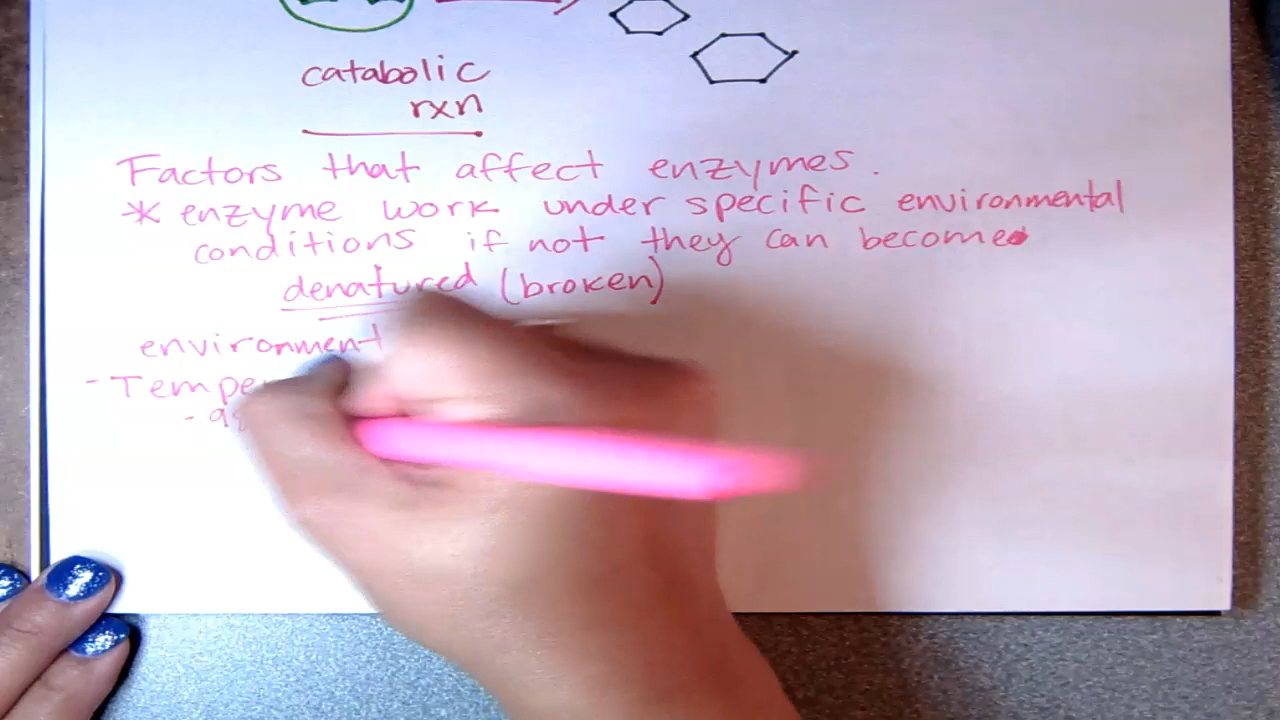 catabolic
rxn
Factors that affect enzymes.
* enzyme work under specific environmental
conditions if not they can become
denatured (broken)
environment
- Tempe